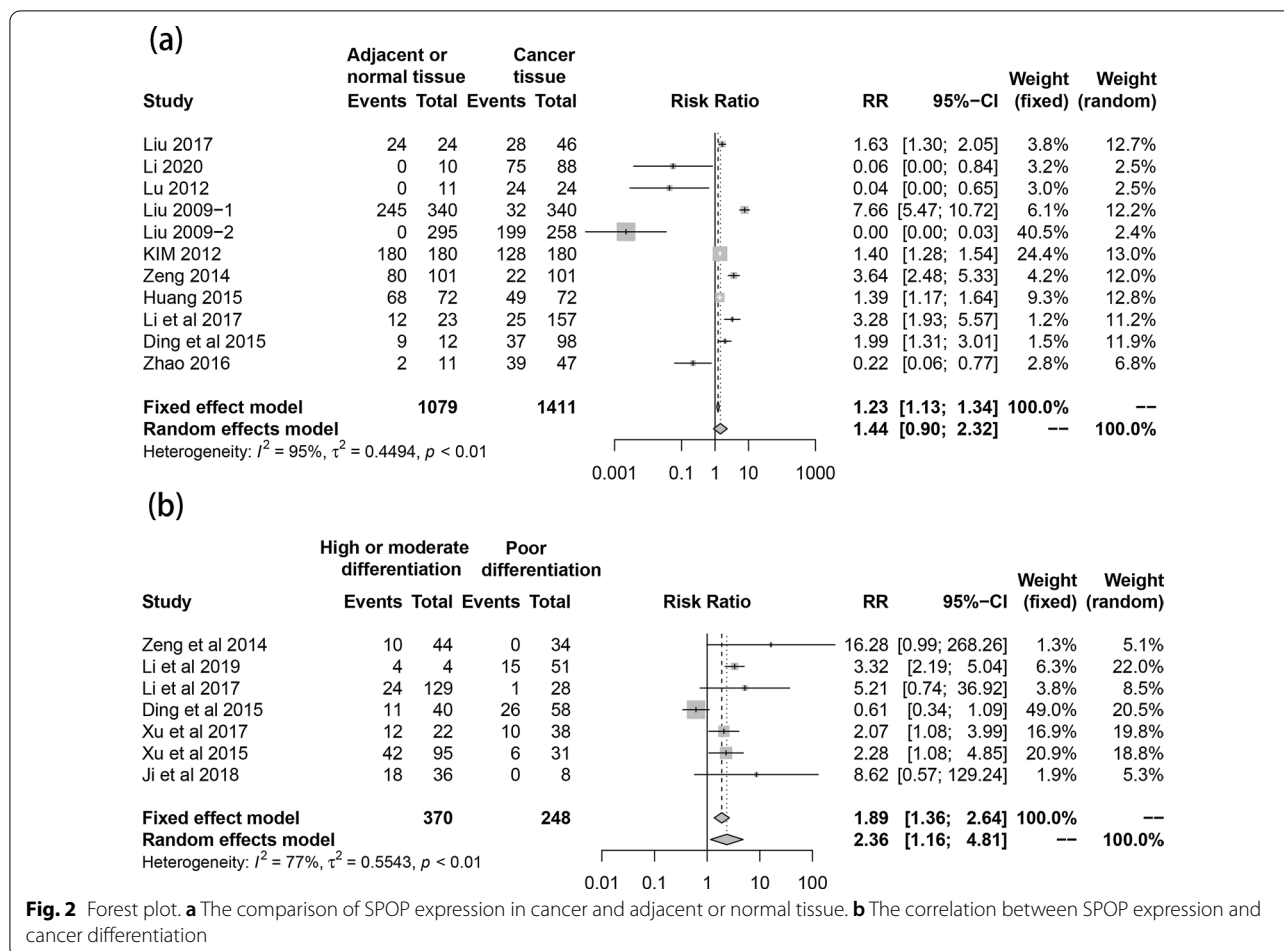 (a)
Adjacent or Cancer
normal tissue tissue Weight Weight
Study Events Total Events Total Risk Ratio RR 95%−CI (fixed) (random)
Liu 2017 24 24 28 46 1.63 [1.30; 2.05] 3.8% 12.7%
Li 2020 0 10 75 88 0.06 [0.00; 0.84] 3.2% 2.5%
Lu 2012 0 11 24 24 0.04 [0.00; 0.65] 3.0% 2.5%
Liu 2009−1 245 340 32 340 7.66 [5.47; 10.72] 6.1% 12.2%
Liu 2009−2 0 295 199 258 0.00 [0.00; 0.03] 40.5% 2.4%
KIM 2012 180 180 128 180 1.40 [1.28; 1.54] 24.4% 13.0%
Zeng 2014 80 101 22 101 3.64 [2.48; 5.33] 4.2% 12.0%
Huang 2015 68 72 49 72 1.39 [1.17; 1.64] 9.3% 12.8%
Li et al 2017 12 23 25 157 3.28 [1.93; 5.57] 1.2% 11.2%
Ding et al 2015 9 12 37 98 1.99 [1.31; 3.01] 1.5% 11.9%
Zhao 2016 2 11 39 47 0.22 [0.06; 0.77] 2.8% 6.8%
Fixed effect model 1079 1411 1.23 [1.13; 1.34] 100.0% −−
Random effects model 1.44 [0.90; 2.32] −− 100.0%
Heterogeneity: I² = 95%, τ² = 0.4494, p < 0.01
0.001 0.1 1 10 1000
(b)
High or moderate Poor
differentiation differentiation Weight Weight
Study Events Total Events Total Risk Ratio RR 95%−CI (fixed) (random)
Zeng et al 2014 10 44 0 34 16.28 [0.99; 268.26] 1.3% 5.1%
Li et al 2019 4 4 15 51 3.32 [2.19; 5.04] 6.3% 22.0%
Li et al 2017 24 129 1 28 5.21 [0.74; 36.92] 3.8% 8.5%
Ding et al 2015 11 40 26 58 0.61 [0.34; 1.09] 49.0% 20.5%
Xu et al 2017 12 22 10 38 2.07 [1.08; 3.99] 16.9% 19.8%
Xu et al 2015 42 95 6 31 2.28 [1.08; 4.85] 20.9% 18.8%
Ji et al 2018 18 36 0 8 8.62 [0.57; 129.24] 1.9% 5.3%
Fixed effect model 370 248 1.89 [1.36; 2.64] 100.0% −−
Random effects model 2.36 [1.16; 4.81] −− 100.0%
Heterogeneity: I² = 77%, τ² = 0.5543, p < 0.01
0.01 0.1 1 10 100
Fig. 2 Forest plot. a The comparison of SPOP expression in cancer and adjacent or normal tissue. b The correlation between SPOP expression and
cancer differentiation